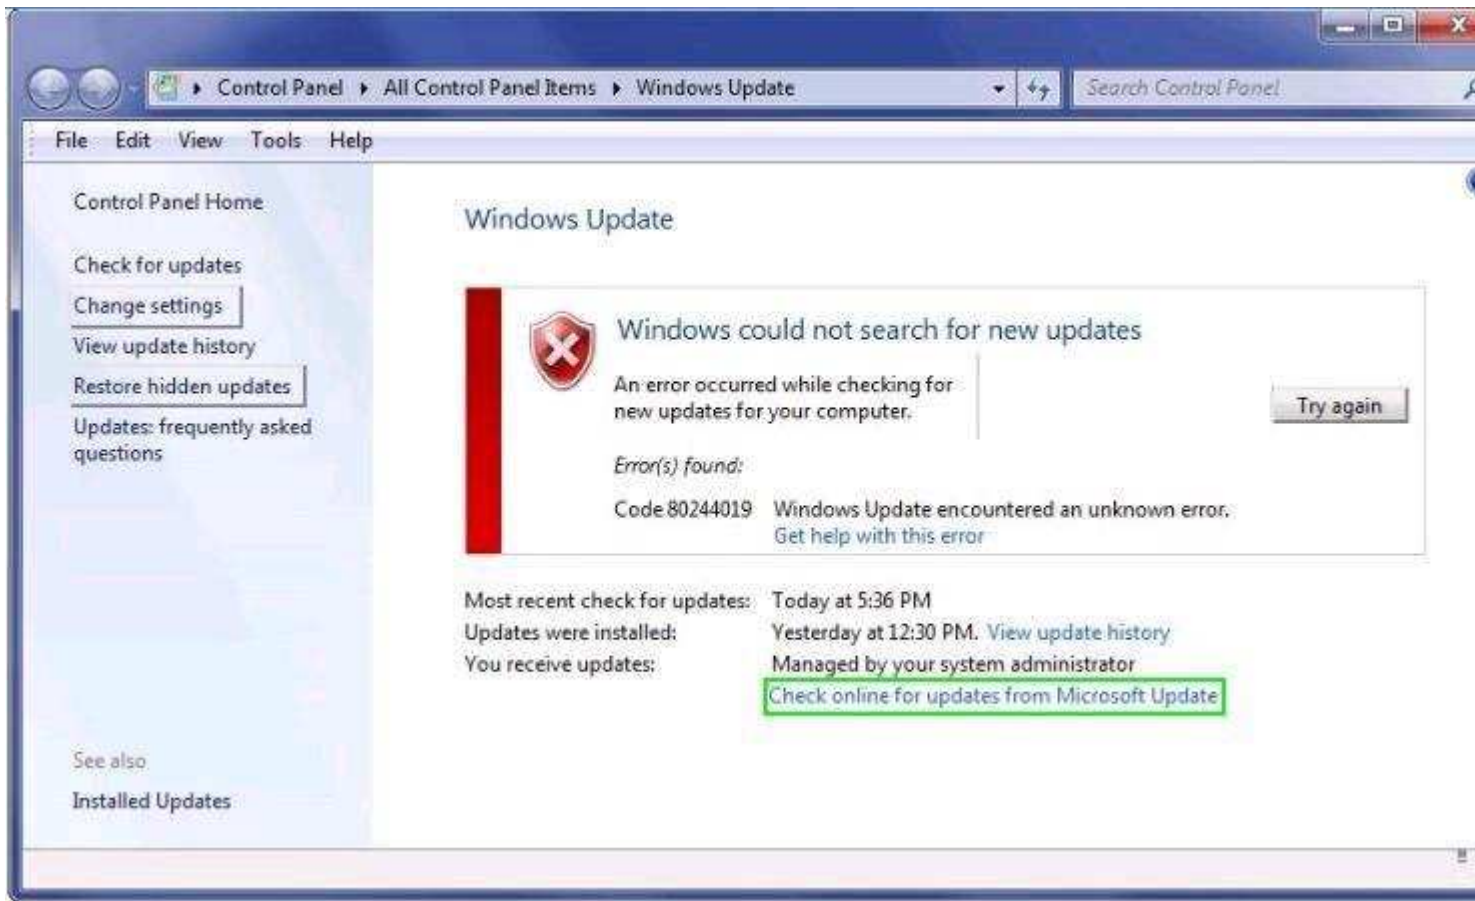 Control Panel All Control Panel Items Windows Update Search Control Panel
File Edit View Tools Help
Control Panel Home
Check for updates
Change settings
View update history
Restore hidden updates
Updates: frequently asked
questions
See also
Installed Updates
Windows Update
Windows could not search for new updates
An error occurred while checking for
new updates for your computer.
Try again
Error(s) found:
Code 80244019 Windows Update encountered an unknown error.
Get help with this error
Most recent check for updates: Today at 5:36 PM
Updates were installed: Yesterday at 12:30 PM. View update history
You receive updates: Managed by your system administrator
Check online for updates from Microsoft Update